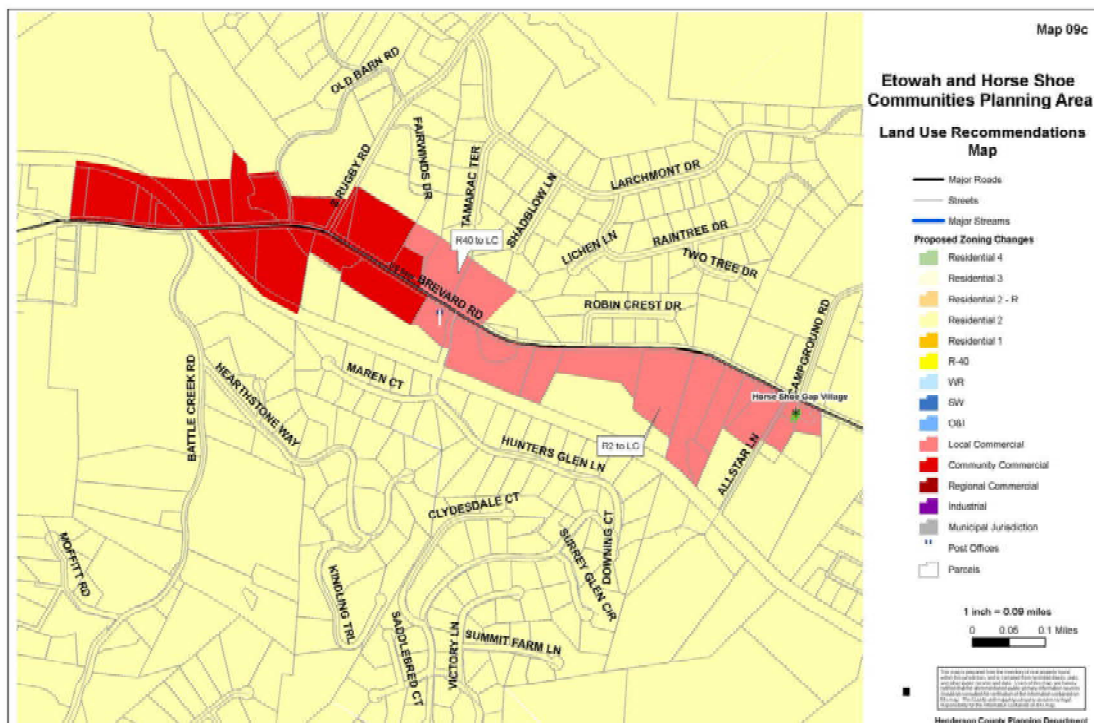 Map 09c
Etowah and Horse Shoe
Communities Planning Area
Land Use Recommendations
Map
Major Roads
Streets
Major Streams
Proposed Zoning Changes
Residential 4
Residential 3
Residential 2 - R
Residential 2
Residential 1
R-40
WR
SW
O&I
Local Commercial
Community Commercial
Regional Commercial
Industrial
Municipal Jurisdiction
Post Offices
Parcels
1 inch = 0.09 miles
0 0.05 0.1 Miles
Henderson County Planning Department
OLD BARN RD
RUGBY RD
FAIRWINDS DR
TAMARAC TER
SHADBLOW LN
LARCHMONT DR
LICHEN LN
RAINTREE DR
TWO TREE DR
R40 to LC
BREVARD RD
ROBIN CREST DR
CAMPGROUND RD
Horse Shoe Gap Village
MAREN CT
BATTLE CREEK RD
HEARTHSTONE WAY
HUNTERS GLEN LN
R2 to LC
ALLSTAR LN
CLYDESDALE CT
DOWNING CT
SURREY GLEN CIR
MOFFITT RD
KINDLING TRL
SADDLEBRED CT
VICTORY LN
SUMMIT FARM LN